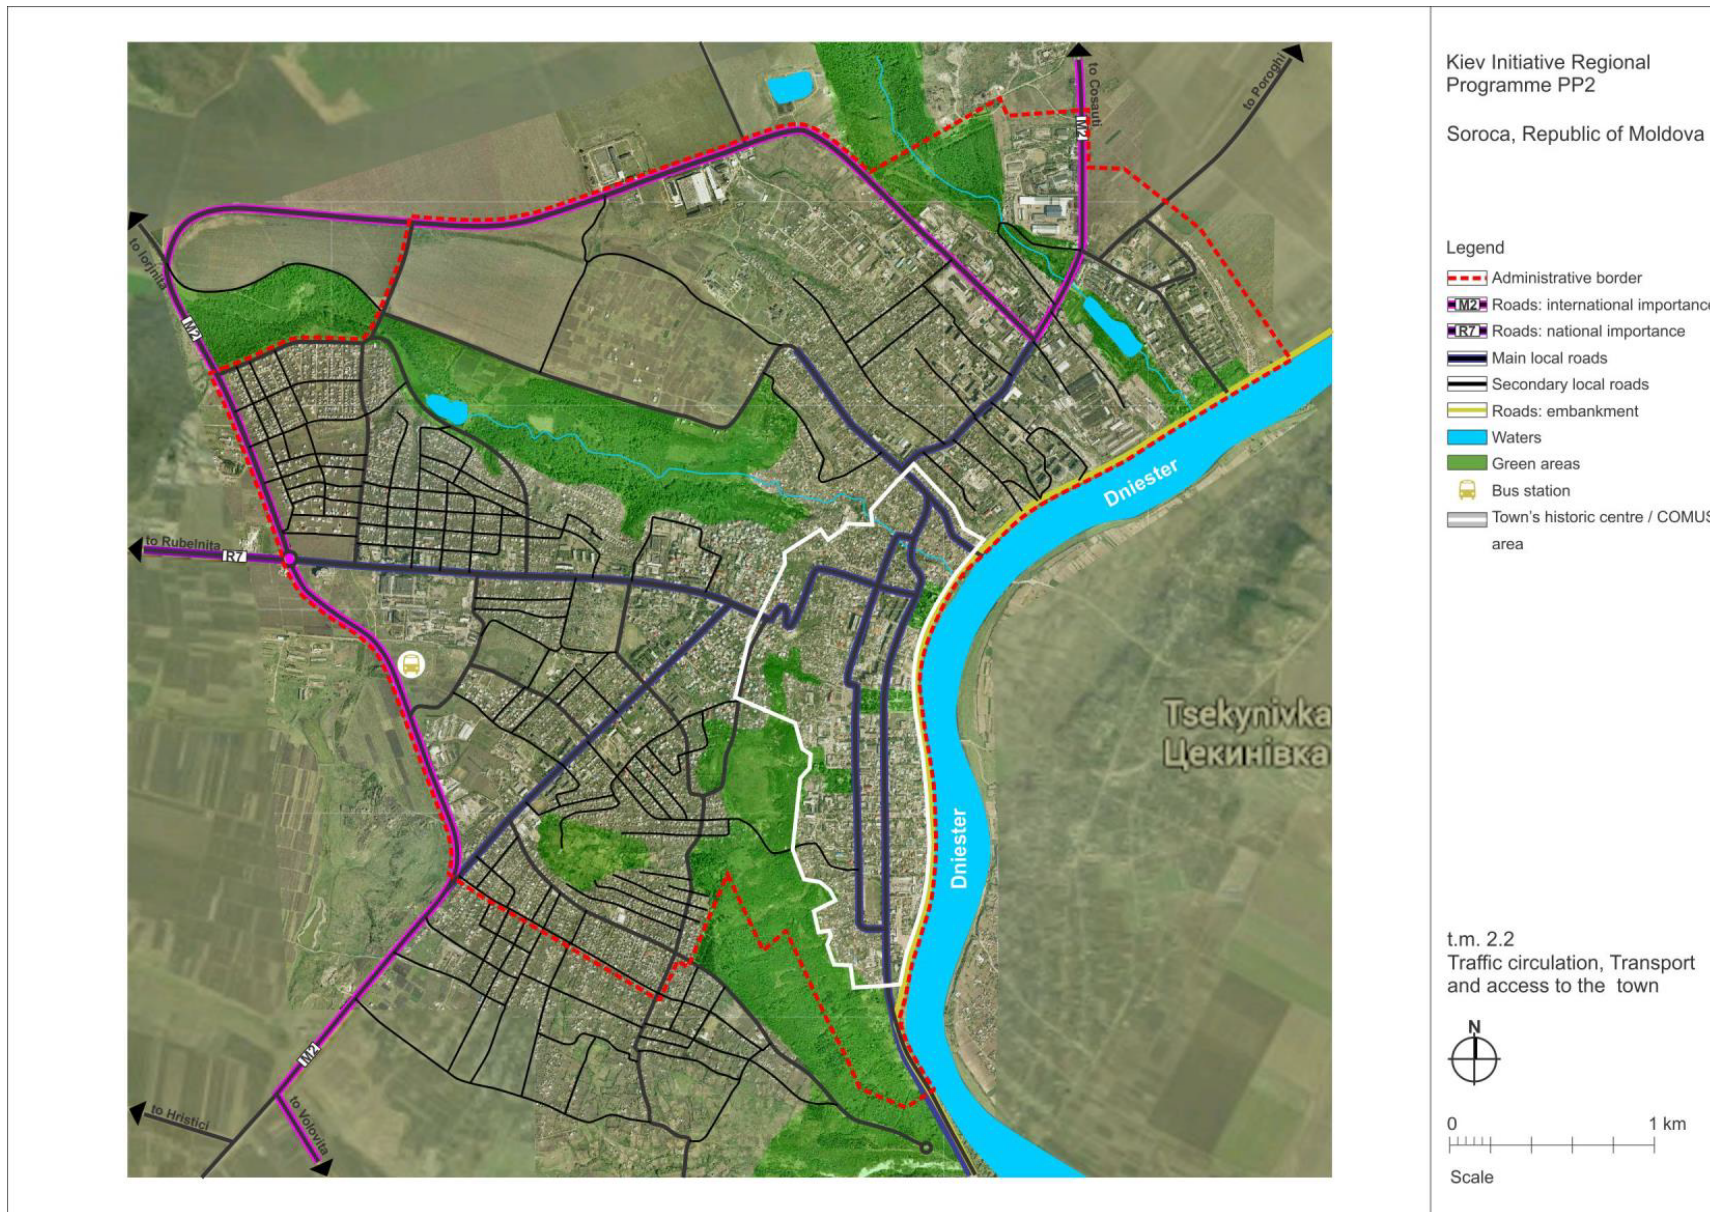 Kiev Initiative Regional
Programme PP2
Soroca, Republic of Moldova
Legend
Administrative border
M2 Roads: international importance
R7 Roads: national importance
Main local roads
Secondary local roads
Roads: embankment
Waters
Green areas
Bus station
Town's historic centre / COMUS
area
to Cosauti
M2
to Poroghi
to Iorjnita
M2
to Rubelnita
R7
Dniester
Tsekynivka
Цекинівка
Dniester
M2
to Hristici
to Volovita
t.m. 2.2
Traffic circulation, Transport
and access to the town
N
0 1 km
Scale